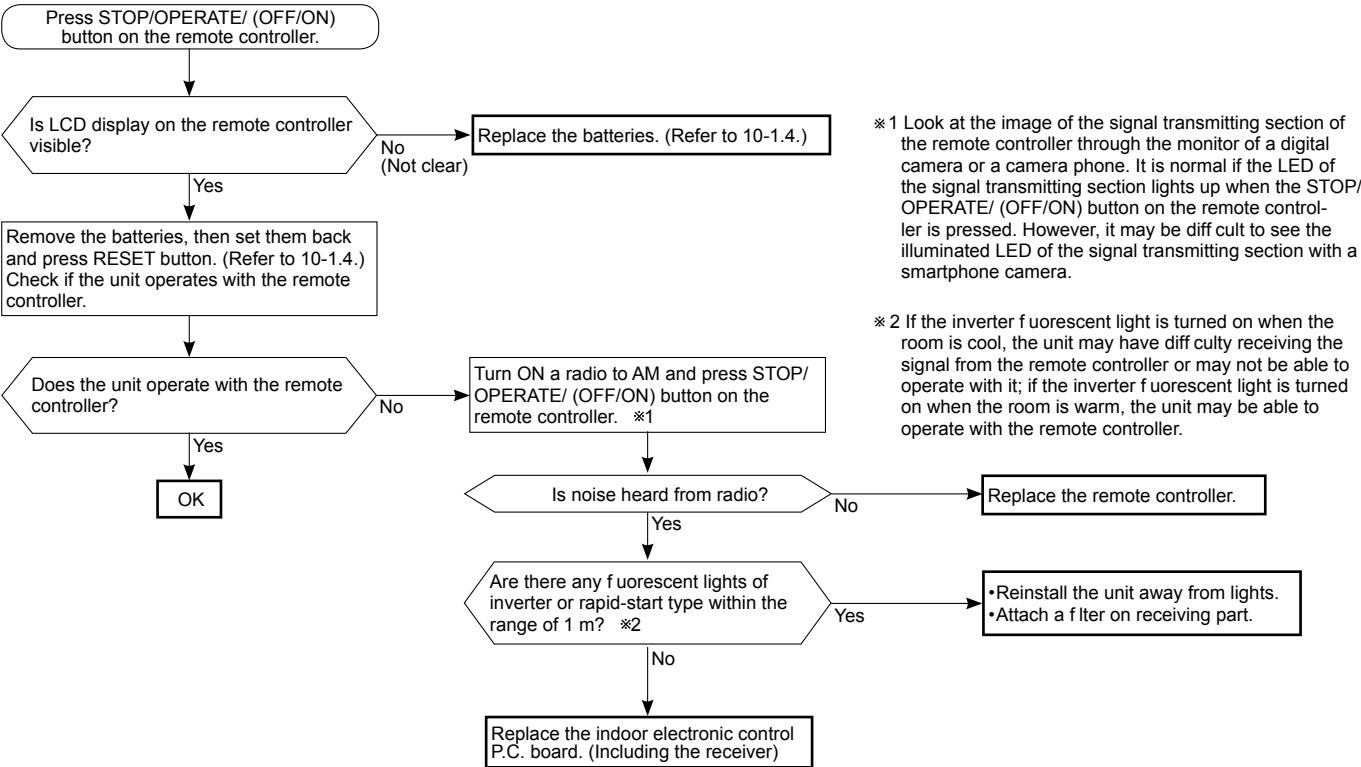 Press STOP/OPERATE/ (OFF/ON)
button on the remote controller.
Is LCD display on the remote controller
visible?
No
(Not clear)
Replace the batteries. (Refer to 10-1.4.)
Yes
Remove the batteries, then set them back
and press RESET button. (Refer to 10-1.4.)
Check if the unit operates with the remote
controller.
Does the unit operate with the remote
controller?
No
Yes
OK
Turn ON a radio to AM and press STOP/
OPERATE/ (OFF/ON) button on the
remote controller. ※1
Is noise heard from radio?
No
Replace the remote controller.
Yes
Are there any f uorescent lights of
inverter or rapid-start type within the
range of 1 m? ※2
Yes
•Reinstall the unit away from lights.
•Attach a f lter on receiving part.
No
Replace the indoor electronic control
P.C. board. (Including the receiver)
※1 Look at the image of the signal transmitting section of
the remote controller through the monitor of a digital
camera or a camera phone. It is normal if the LED of
the signal transmitting section lights up when the STOP/
OPERATE/ (OFF/ON) button on the remote control-
ler is pressed. However, it may be diff cult to see the
illuminated LED of the signal transmitting section with a
smartphone camera.
※2 If the inverter f uorescent light is turned on when the
room is cool, the unit may have diff culty receiving the
signal from the remote controller or may not be able to
operate with it; if the inverter f uorescent light is turned
on when the room is warm, the unit may be able to
operate with the remote controller.